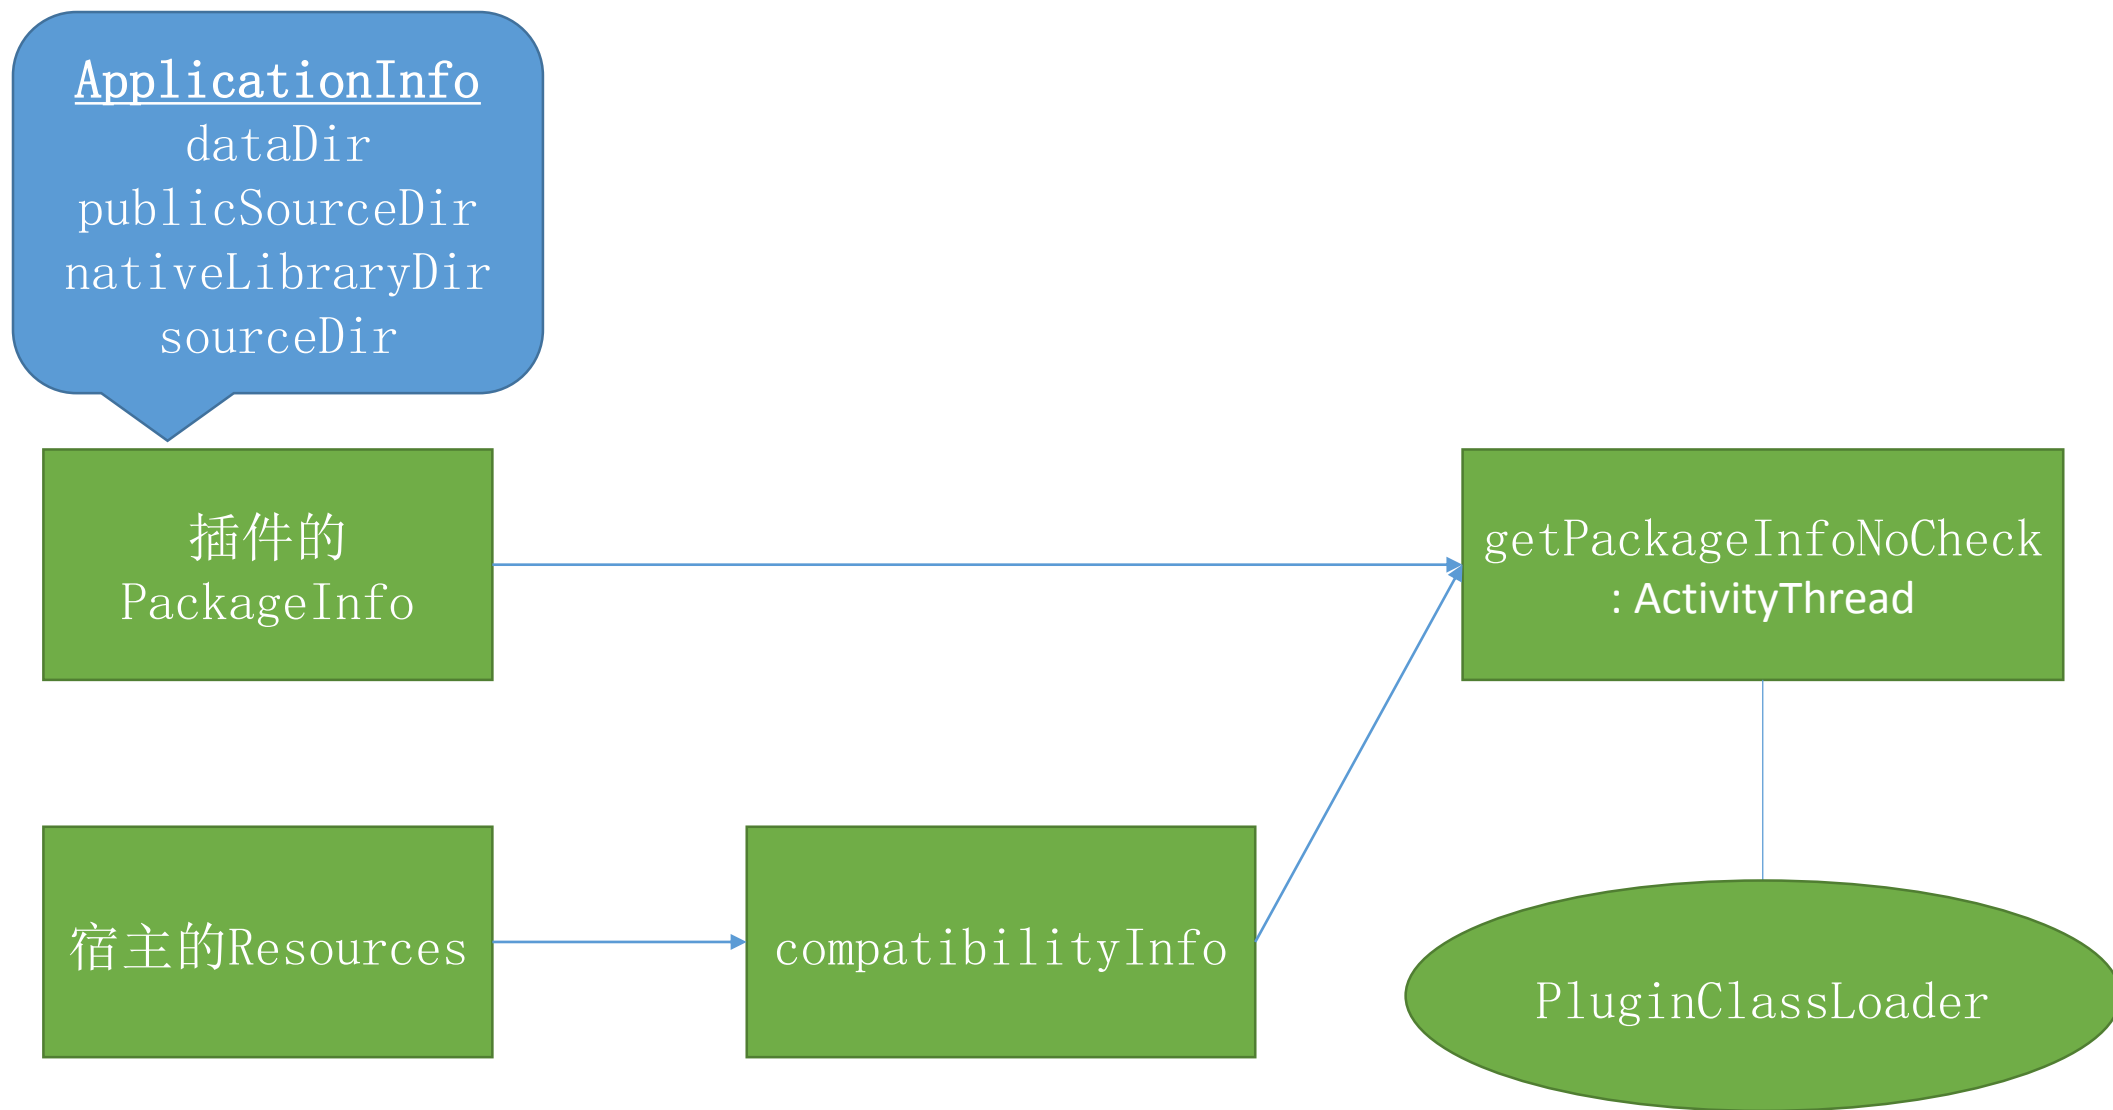 ApplicationInfo
dataDir
publicSourceDir
nativeLibraryDir
sourceDir
插件的
PackageInfo
getPackageInfoNoCheck
: ActivityThread
宿主的Resources
compatibilityInfo
PluginClassLoader